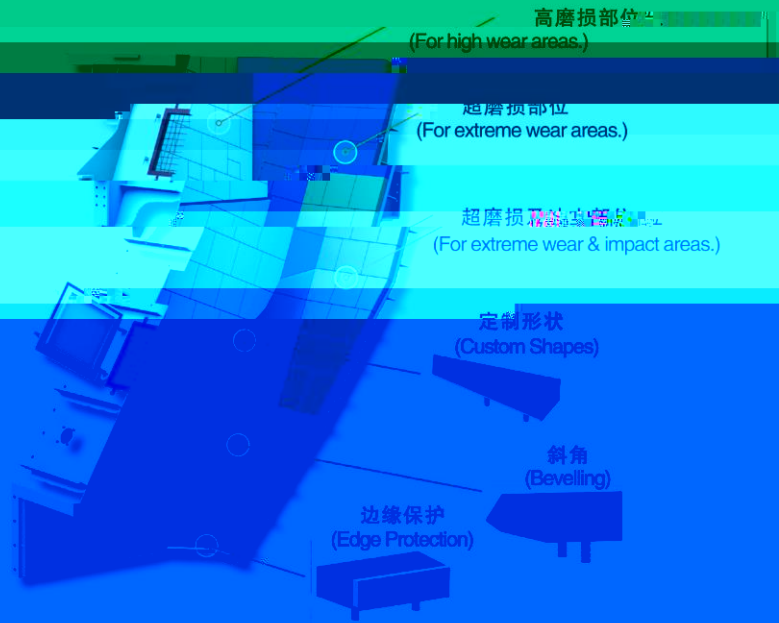 高磨损部位
(For high wear areas.)
超磨损部位
(For extreme wear areas.)
超磨损
(For extreme wear & impact areas.)
定制形状
(Custom Shapes)
斜角
(Bevelling)
边缘保护
(Edge Protection)